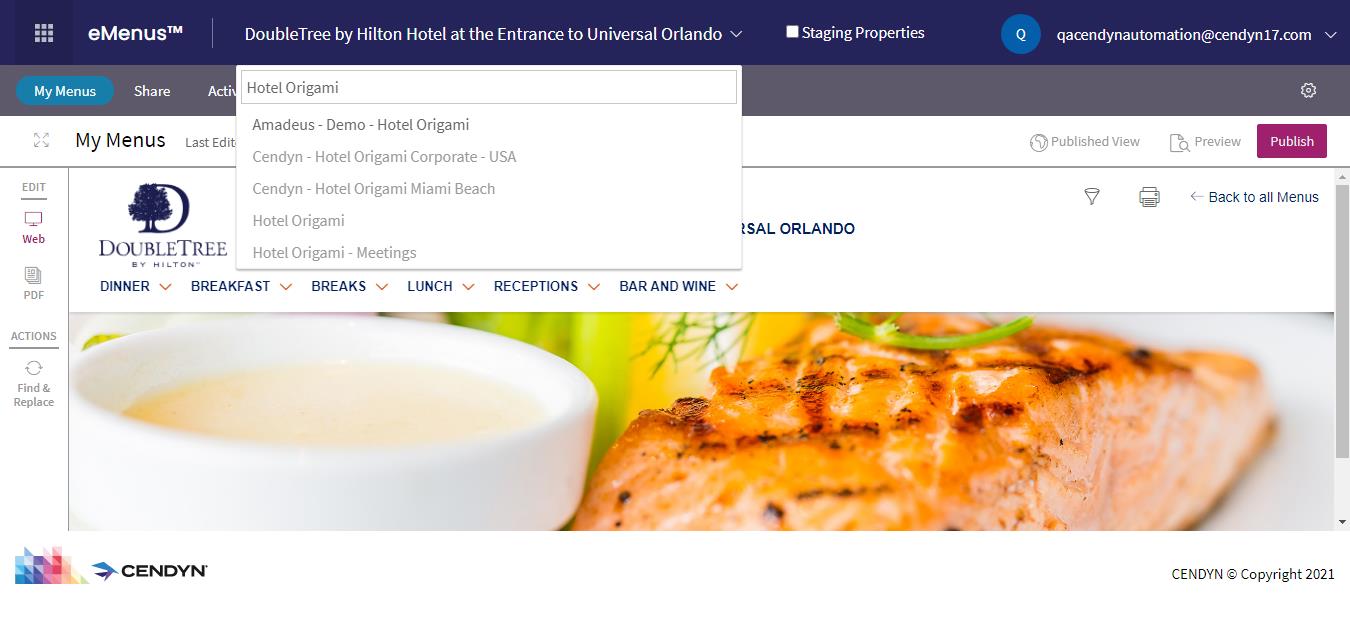 eMenus™ DoubleTree by Hilton Hotel at the Entrance to Universal Orlando Staging Properties Q qacendynautomation@cendyn17.com
My Menus Share Activ
Hotel Origami
Amadeus - Demo - Hotel Origami
Cendyn - Hotel Origami Corporate - USA
Cendyn - Hotel Origami Miami Beach
Hotel Origami
Hotel Origami - Meetings
My Menus Last Edit Published View Preview Publish
EDIT
Web
PDF
ACTIONS
Find &
Replace
DOUBLETREE
BY HILTON™
Back to all Menus
RSAL ORLANDO
DINNER BREAKFAST BREAKS LUNCH RECEPTIONS BAR AND WINE
CENDYN
CENDYN © Copyright 2021